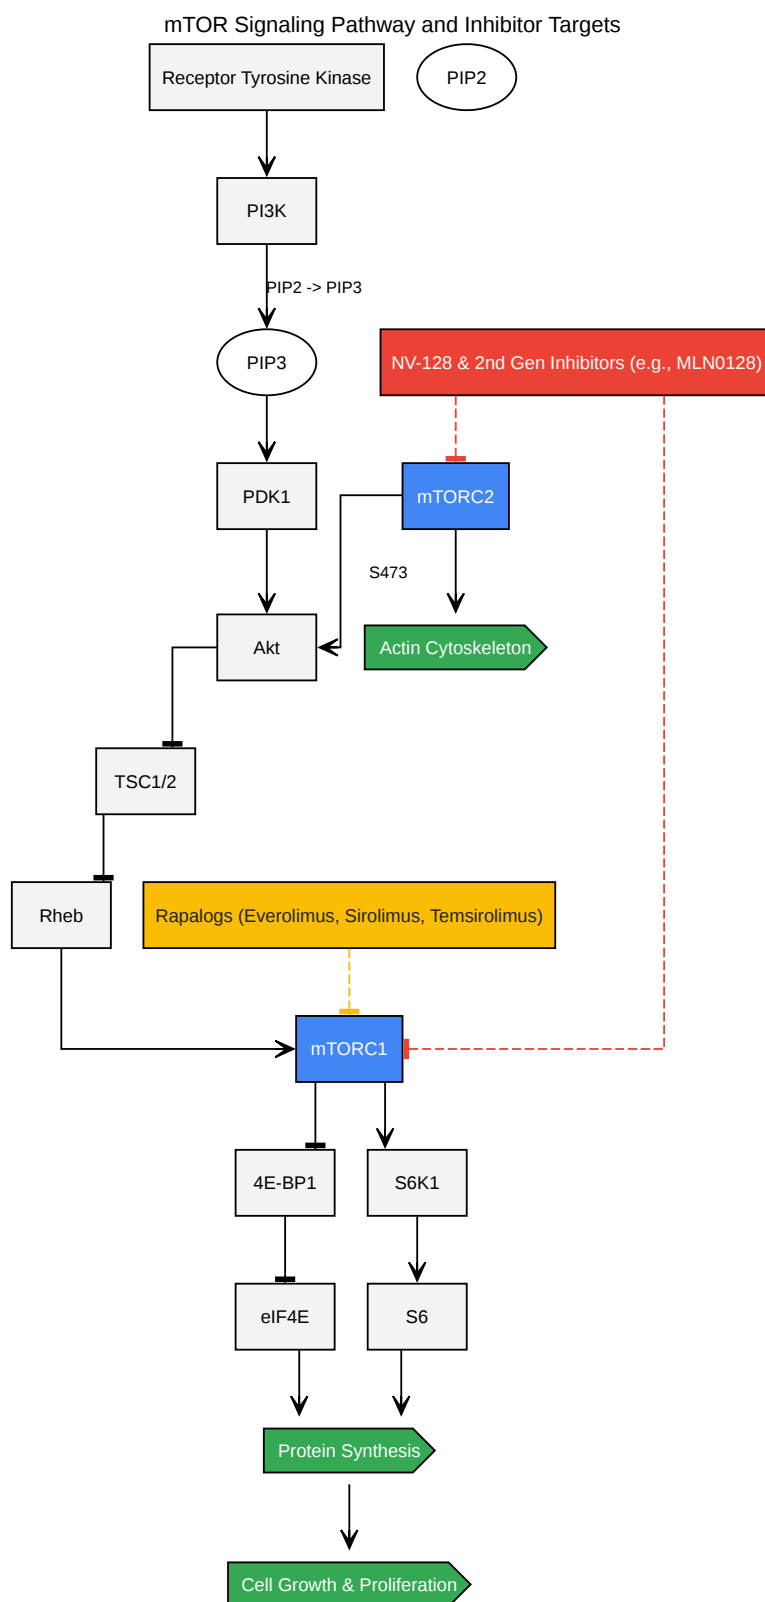 mTOR Signaling Pathway and Inhibitor Targets
Receptor Tyrosine Kinase
PIP2
PI3K
PIP2 -> PIP3
PIP3
NV-128 & 2nd Gen Inhibitors (e.g., MLN0128)
PDK1
mTORC2
S473
Akt
Actin Cytoskeleton
TSC1/2
Rheb
Rapalogs (Everolimus, Sirolimus, Temsirolimus)
mTORC1
4E-BP1
S6K1
eIF4E
S6
Protein Synthesis
Cell Growth & Proliferation